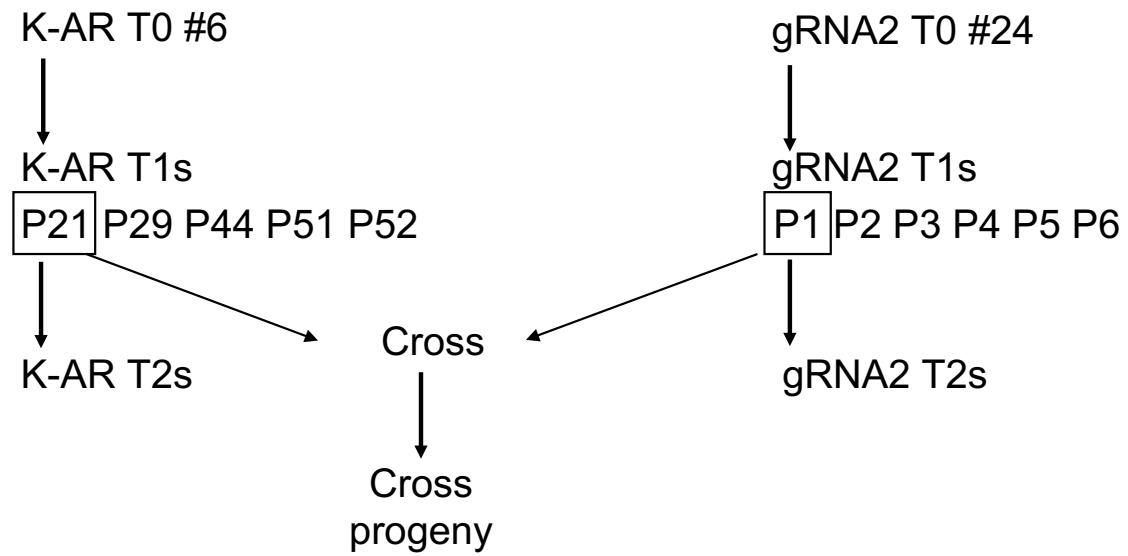 K-AR T0 #6
gRNA2 T0 #24
K-AR T1s
gRNA2 T1s
P21 P29 P44 P51 P52
P1 P2 P3 P4 P5 P6
Cross
K-AR T2s
gRNA2 T2s
Cross
progeny